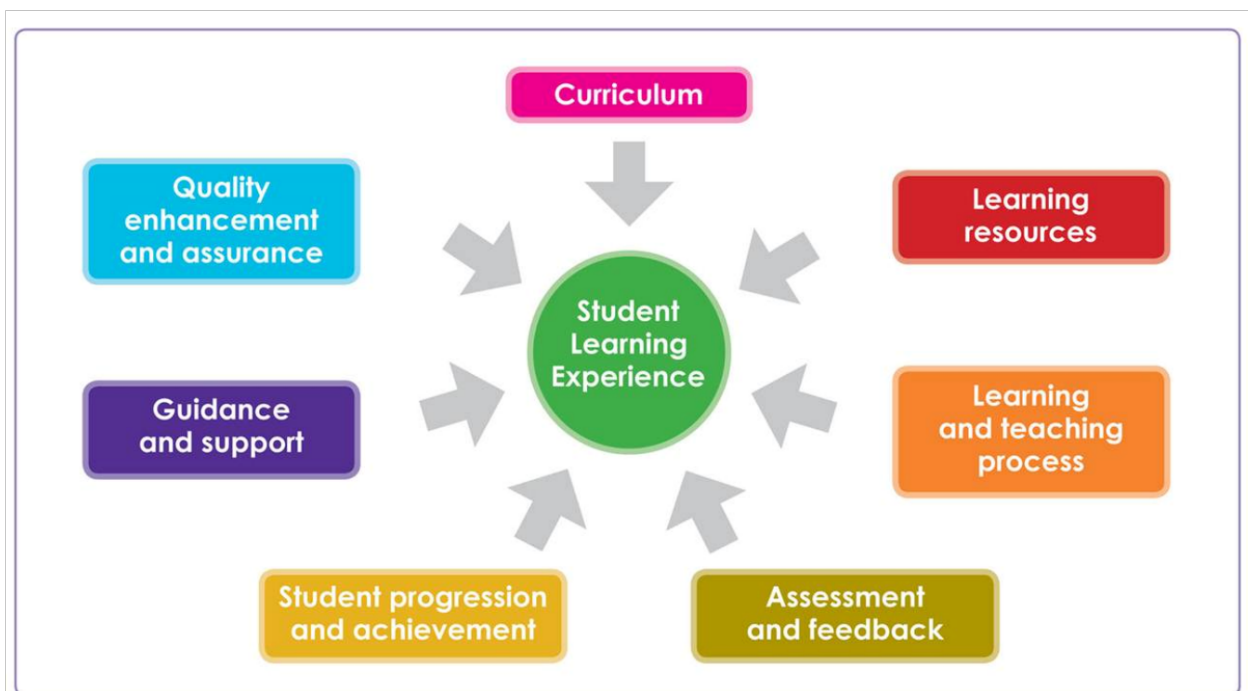 Curriculum
Quality
enhancement
and assurance
Learning
resources
Student
Learning
Experience
Guidance
and support
Learning
and teaching
process
Student progression
and achievement
Assessment
and feedback